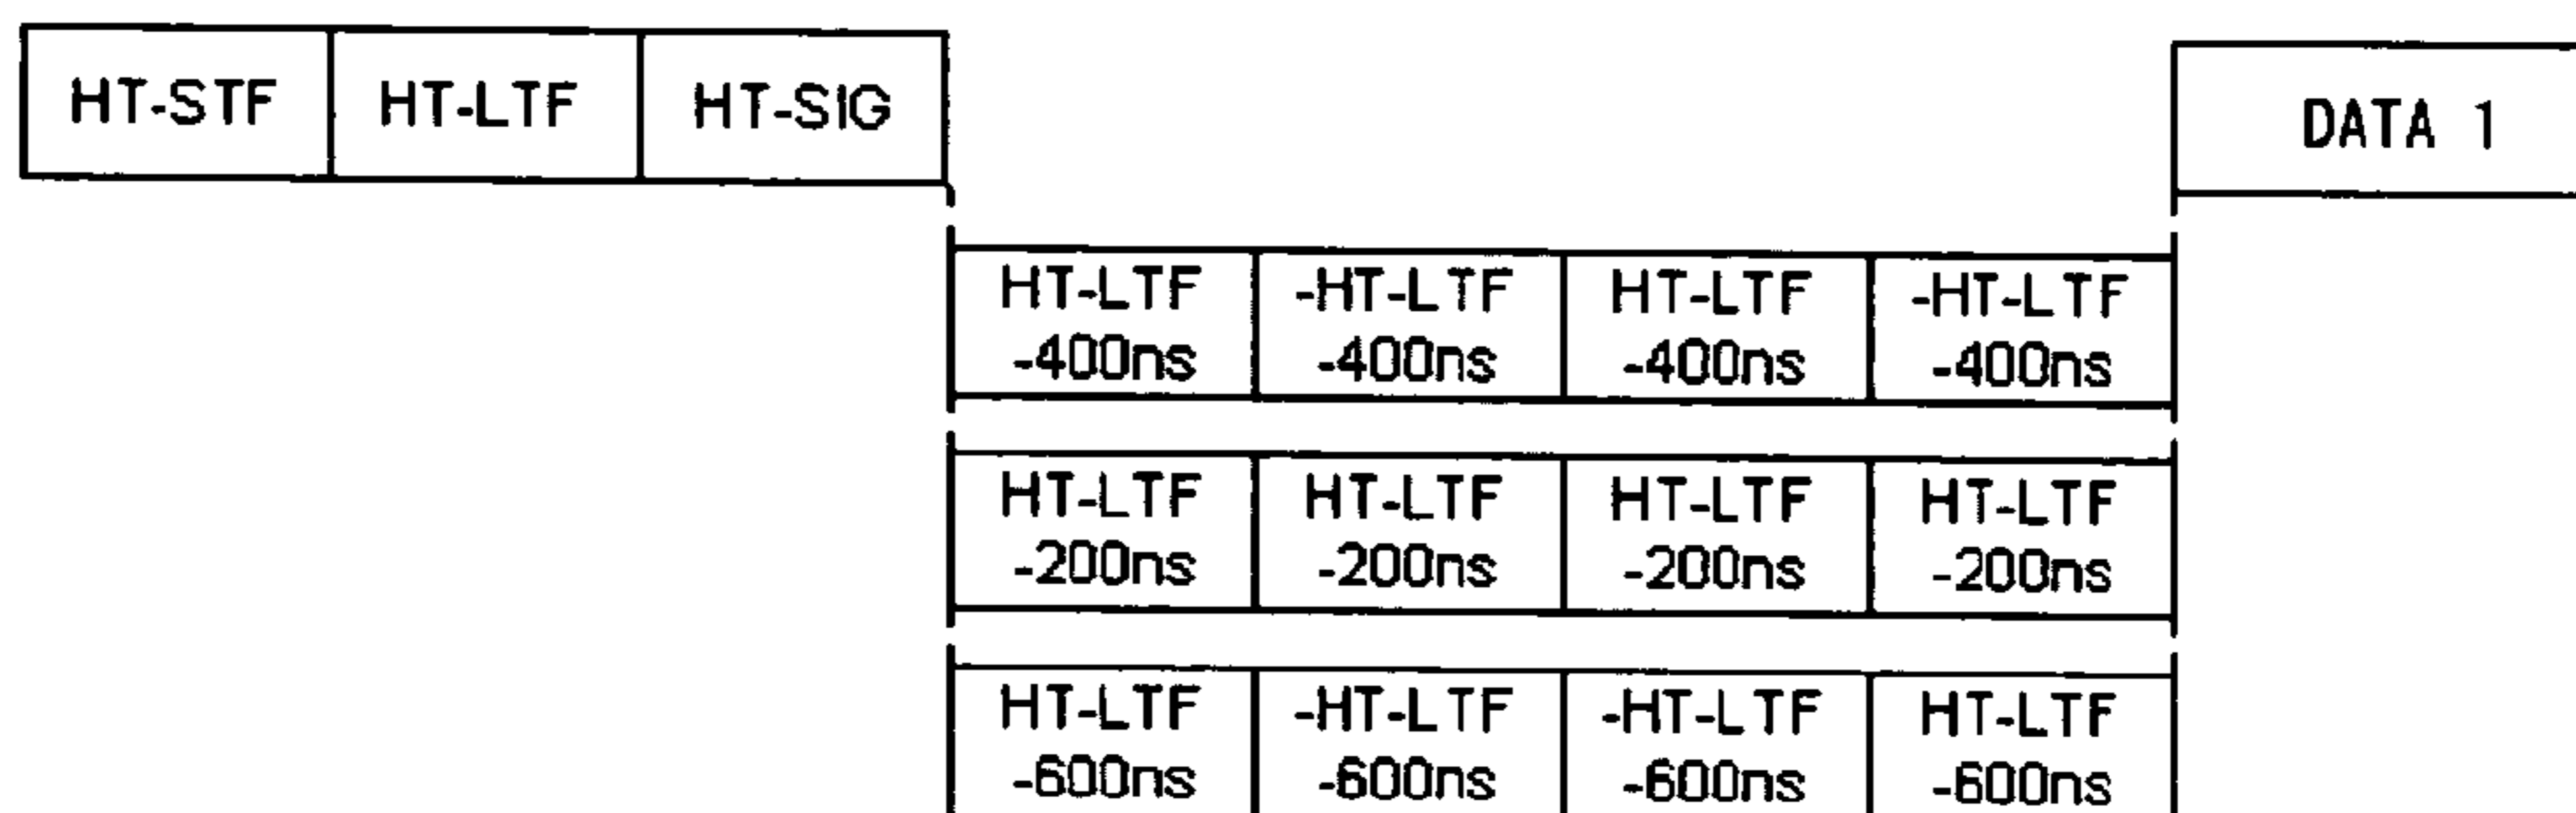 HT-STF HT-LTF HT-SIG DATA 1
HT-LTF -HT-LTF HT-LTF -HT-LTF
-400ns -400ns -400ns -400ns
HT-LTF HT-LTF HT-LTF HT-LTF
-200ns -200ns -200ns -200ns
HT-LTF -HT-LTF -HT-LTF HT-LTF
-600ns -600ns -600ns -600ns